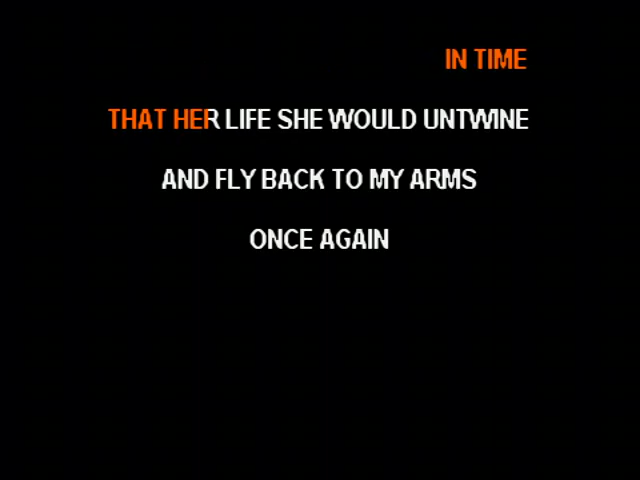 IN TIME
THAT HER LIFE SHE WOULD UNTWINE
AND FLY BACK TO MY ARMS
ONCE AGAIN